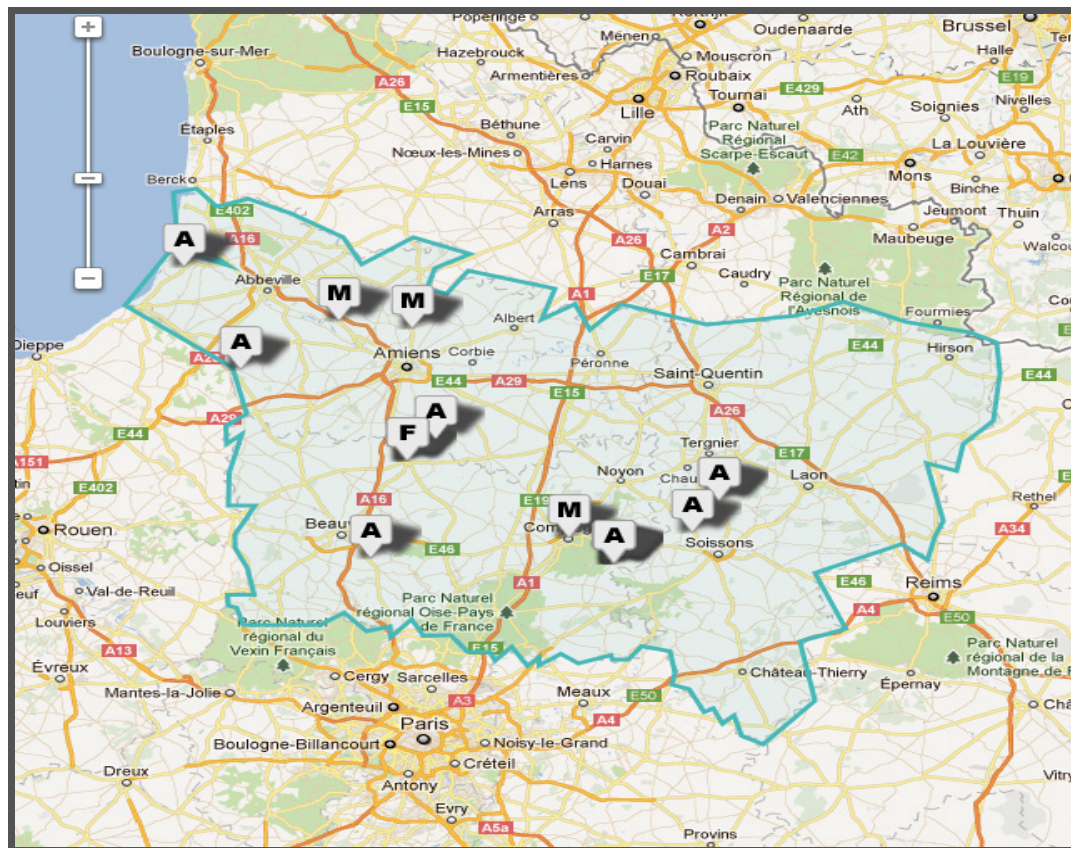 Poperinge
Kortrijk
Oudenaarde
Brussel
Boulogne-sur-Mer
Menen
Mouscron
Halle
Hazebrouck
A26
Armentières
Roubaix
E19
E15
Lille
Tournai
E429
Ath
Soignies
Nivelles
Étaples
Béthune
Parc Naturel
Régional
Scarpe-Escaut
Carvin
Nœux-les-Mines
Harnes
E42
La Louvière
Mons
Berck
Lens
Douai
Binche
Denain
Valenciennes
E402
Arras
Jeumont
Thuin
A
A16
A26
A2
Maubeuge
Cambrai
Walcou
Abbeville
E17
Caudry
Parc Naturel
Régional de
l'Avesnois
M
M
A1
Albert
Fourmies
Dieppe
A
Amiens
Corbie
Péronne
E44
Hirson
E44
Saint-Quentin
E44
A29
E15
A29
A
A26
E44
F
Tergnier
E17
A151
Noyon
A
Laon
E402
A16
E19
M
A
Rethel
Rouen
A
A
A34
E46
Soissons
Oissel
A1
E46
Reims
Val-de-Reuil
Parc Naturel
régional Oise-Pays
de France
A4
Louviers
E50
Parc Naturel
régional du
Vexin Français
A13
E15
Parc Naturel
régional de la
Évreux
Château-Thierry
Cergy
Sarcelles
Mantes-la-Jolie
Meaux
E50
Épernay
Argenteuil
A3
A4
Paris
Boulogne-Billancourt
Noisy-le-Grand
Créteil
Dreux
Antony
Evry
A5a
Provins